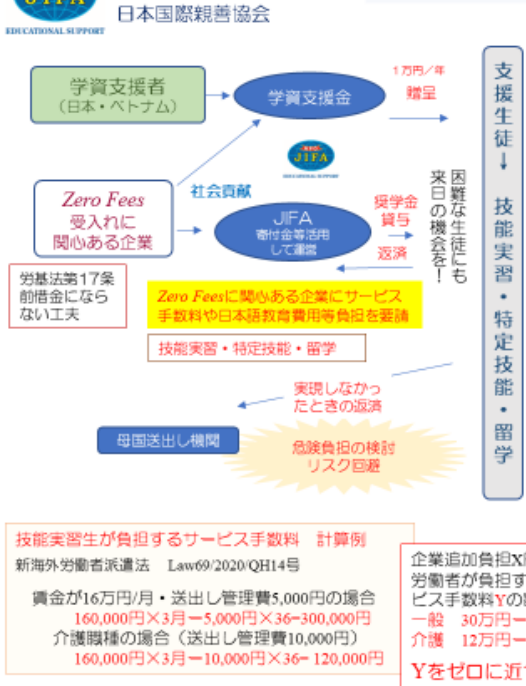 JIFA
EDUCATIONAL SUPPORT
日本国際親善協会
学資支援者
（日本・ベトナム）
学資支援金
1万円／年
贈呈
支援生徒→技能実習・特定技能・留学
JIFA
Zero Fees
受入れに
関心ある企業
社会貢献
JIFA
寄付金等活用
して運営
奨学金
貸与
返済
困難な生徒にも
来日の機会を！
労基法第17条
前借金になら
ない工夫
Zero Feesに関心ある企業にサービス
手数料や日本語教育費用等負担を要請
技能実習・特定技能・留学
実現しなかっ
たときの返済
母国送出し機関
危険負担の検討
リスク回避
技能実習生が負担するサービス手数料　計算例
新海外労働者派遣法　Law69/2020/QH14号
賃金が16万円/月・送出し管理費5,000円の場合
160,000円×3月ー5,000円×36=300,000円
介護職種の場合（送出し管理費10,000円）
160,000円×3月ー10,000円×36= 120,000円
企業追加負担X
労働者が負担す
ビス手数料Yの
一般　30万円ー
介護　12万円ー
Yをゼロに近